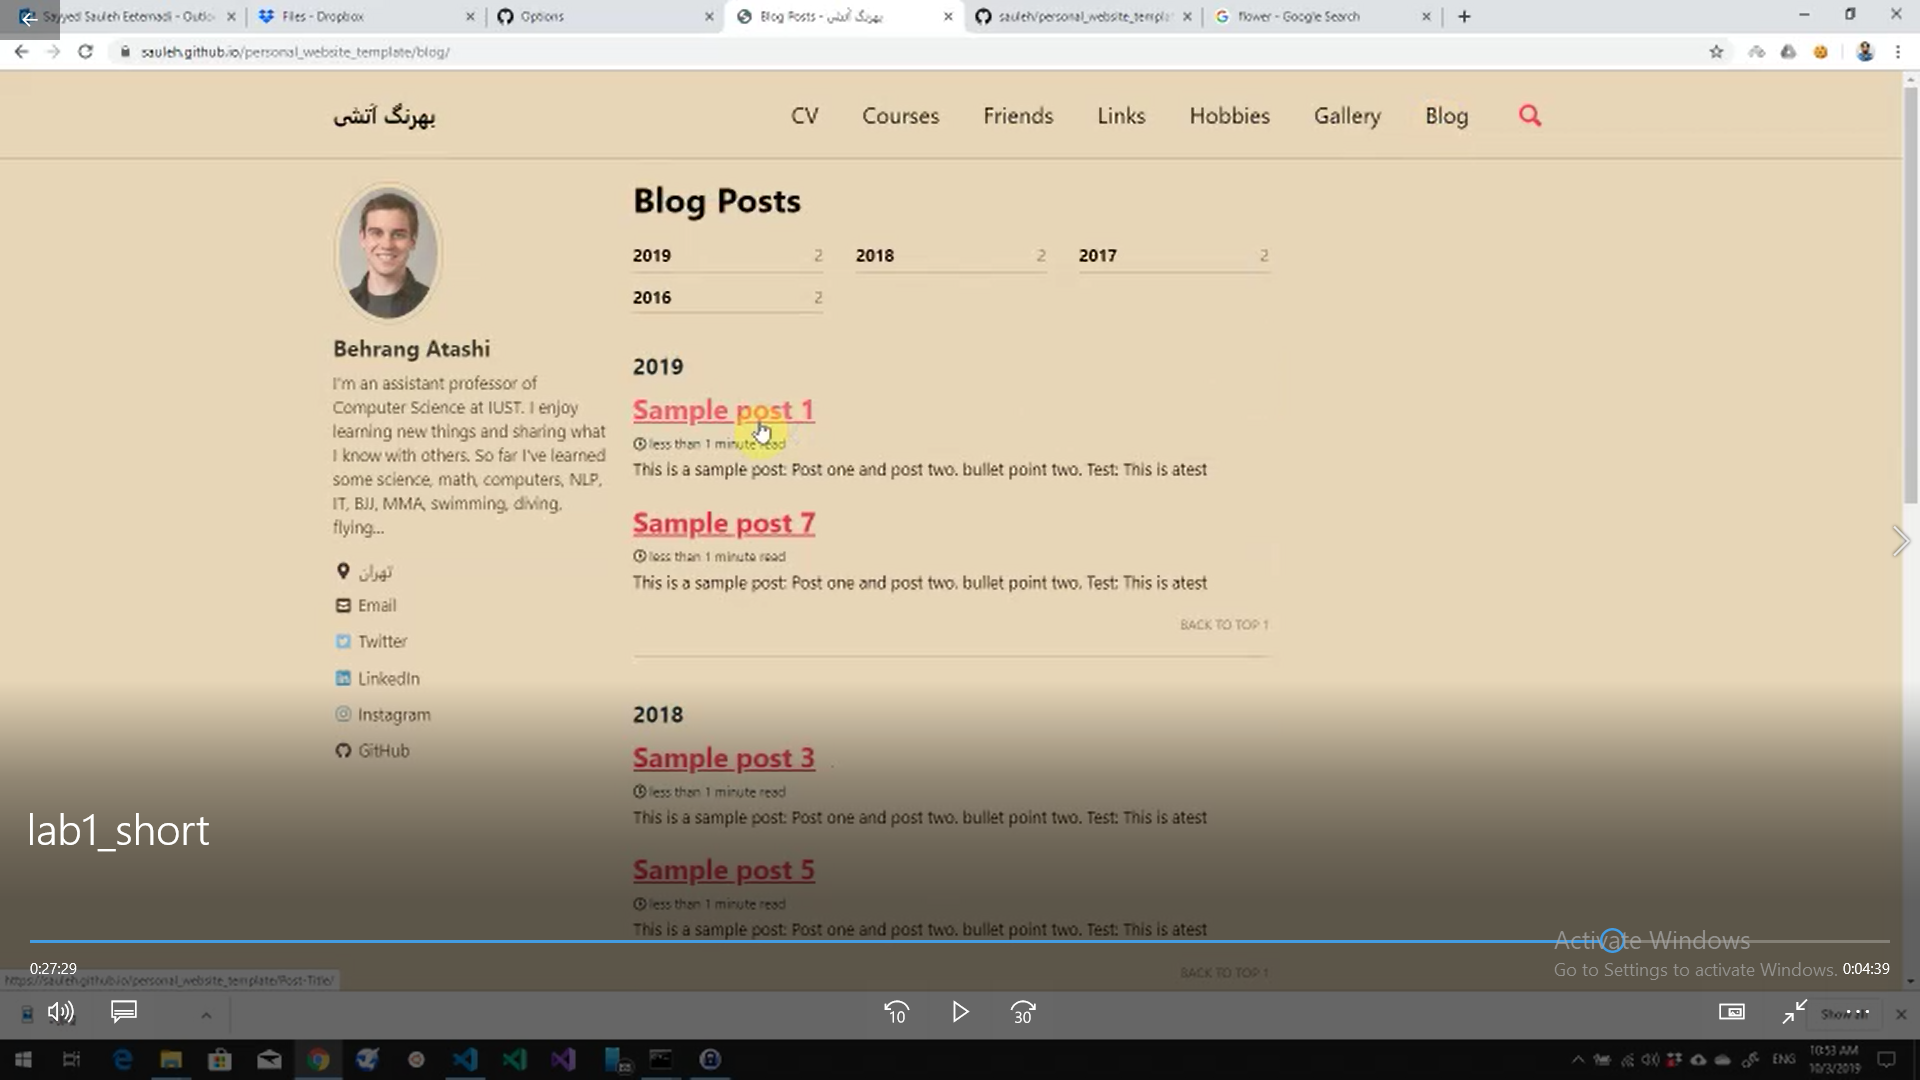 Sayyed Sauleh Eetemadi - Outlo
Files - Dropbox
Options
Blog Posts - بهرنگ آتشی
sauleh/personal_website_templa
flower - Google Search
sauleh.github.io/personal_website_template/blog/
بهرنگ آتشی
CV
Courses
Friends
Links
Hobbies
Gallery
Blog
Blog Posts
2019 2
2018 2
2017 2
2016 2
Behrang Atashi
I'm an assistant professor of
Computer Science at IUST. I enjoy
learning new things and sharing what
I know with others. So far I've learned
some science, math, computers, NLP,
IT, BJJ, MMA, swimming, diving,
flying...
تهران
Email
Twitter
LinkedIn
Instagram
GitHub
2019
Sample post 1
less than 1 minute read
This is a sample post: Post one and post two. bullet point two. Test: This is atest
Sample post 7
less than 1 minute read
This is a sample post: Post one and post two. bullet point two. Test: This is atest
BACK TO TOP ↑
2018
Sample post 3
less than 1 minute read
This is a sample post: Post one and post two. bullet point two. Test: This is atest
Sample post 5
less than 1 minute read
This is a sample post: Post one and post two. bullet point two. Test: This is atest
BACK TO TOP ↑
lab1_short
Activate Windows
Go to Settings to activate Windows.
0:27:29
0:04:39
https://sauleh.github.io/personal_website_template/Post-Title/
10
30
Show all
ENG
10:53 AM
10/3/2019